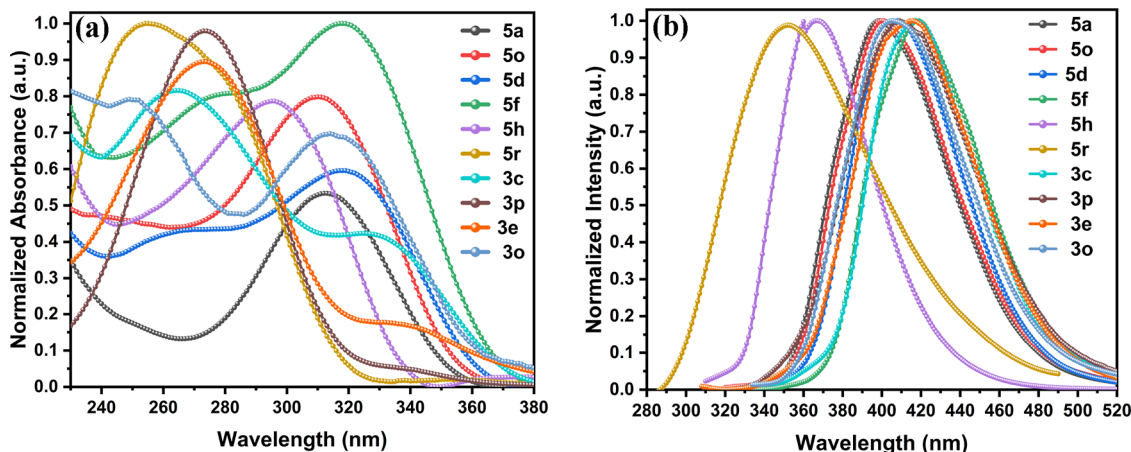 (a)
Normalized Absorbance (a.u.)
1.0
0.9
0.8
0.7
0.6
0.5
0.4
0.3
0.2
0.1
0.0
240 260 280 300 320 340 360 380
Wavelength (nm)
5a
5o
5d
5f
5h
5r
3c
3p
3e
3o
(b)
Normalized Intensity (a.u.)
1.0
0.9
0.8
0.7
0.6
0.5
0.4
0.3
0.2
0.1
0.0
280 300 320 340 360 380 400 420 440 460 480 500 520
Wavelength (nm)
5a
5o
5d
5f
5h
5r
3c
3p
3e
3o